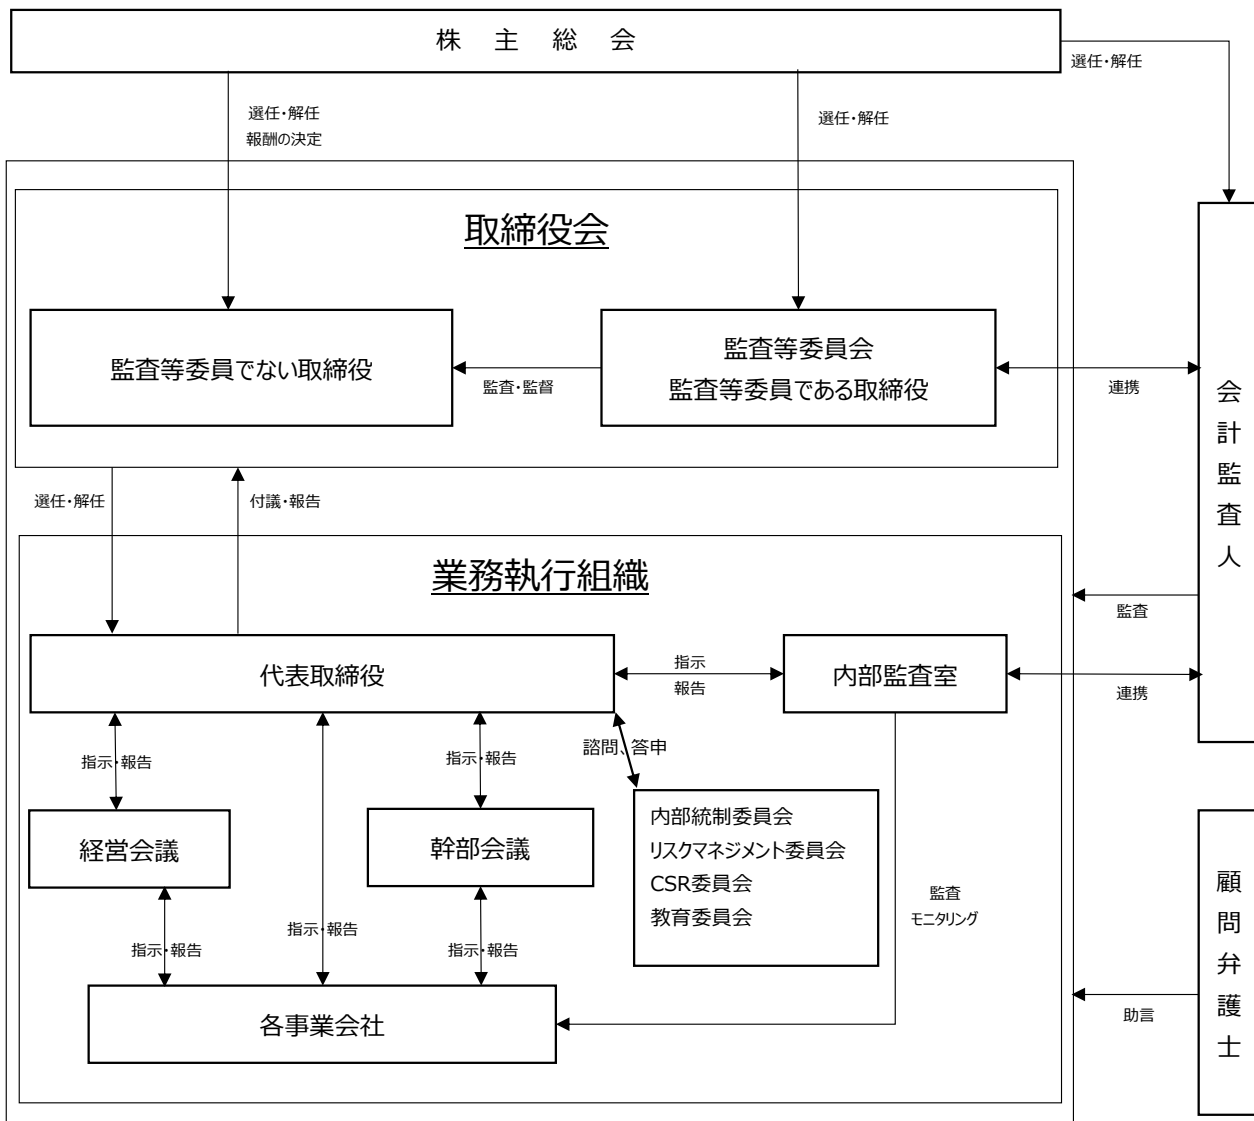 株 主 総 会
選任・解任
選任・解任
報酬の決定
選任・解任
取締役会
監査等委員でない取締役
監査・監督
監査等委員会
監査等委員である取締役
連携
会計監査人
選任・解任
付議・報告
業務執行組織
監査
代表取締役
指示
報告
内部監査室
連携
指示・報告
指示・報告
諮問、答申
経営会議
幹部会議
内部統制委員会
リスクマネジメント委員会
CSR委員会
教育委員会
監査
モニタリング
顧問弁護士
指示・報告
指示・報告
指示・報告
各事業会社
助言